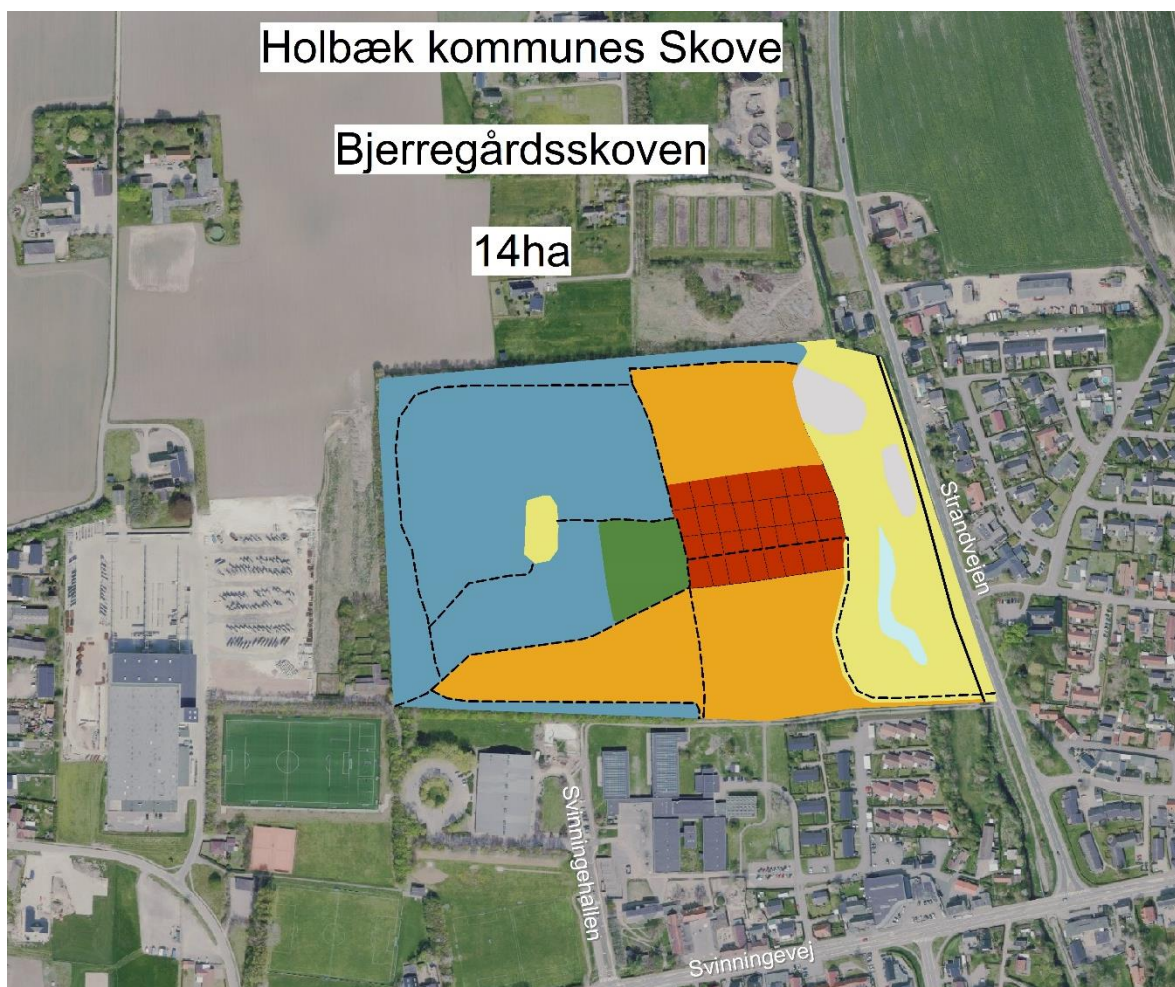 Holbæk kommunes Skove
Bjerregårdsskoven
14ha
Strandvejen
Svinningehallen
Svinningevej